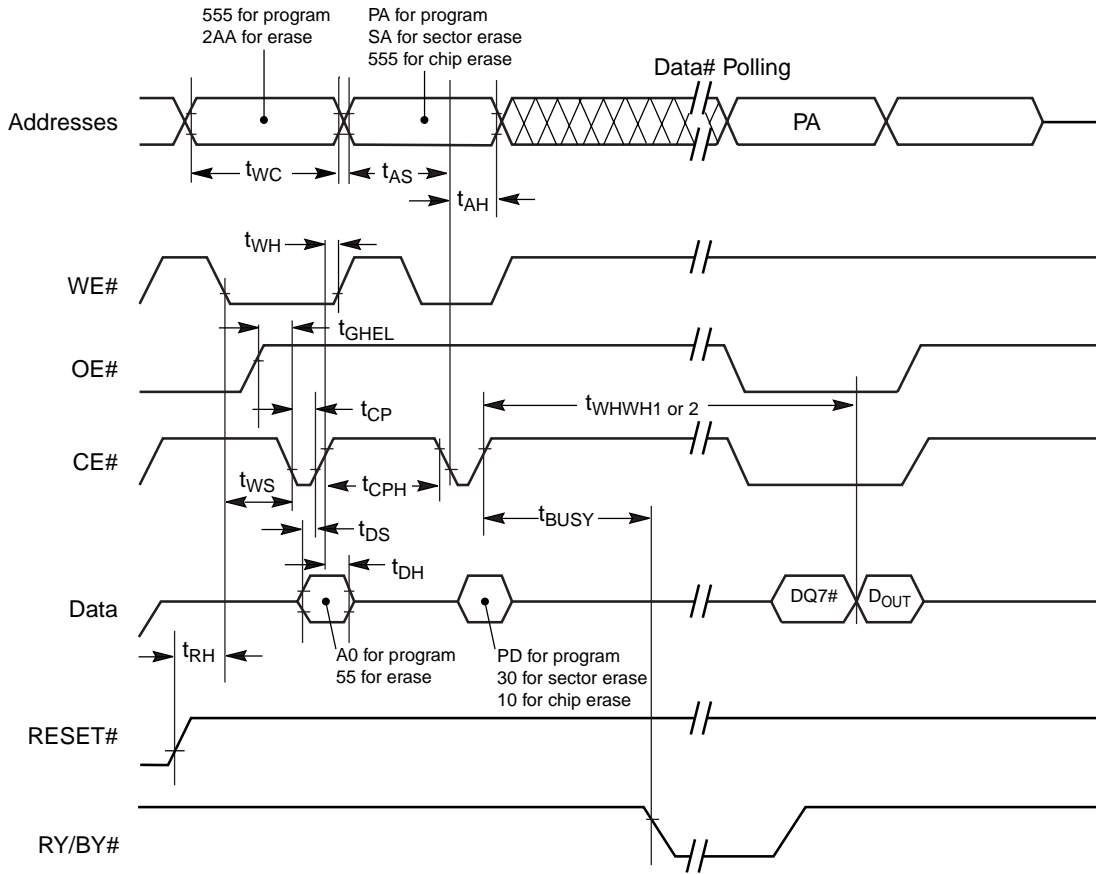 555 for program
2AA for erase
PA for program
SA for sector erase
555 for chip erase
Data# Polling
Addresses
PA
tWC
tAS
tAH
tWH
WE#
tGHEL
OE#
tWHWH1 or 2
tCP
CE#
tWS
tCPH
tBUSY
tDS
tDH
Data
DQ7#
DOUT
tRH
A0 for program
55 for erase
PD for program
30 for sector erase
10 for chip erase
RESET#
RY/BY#